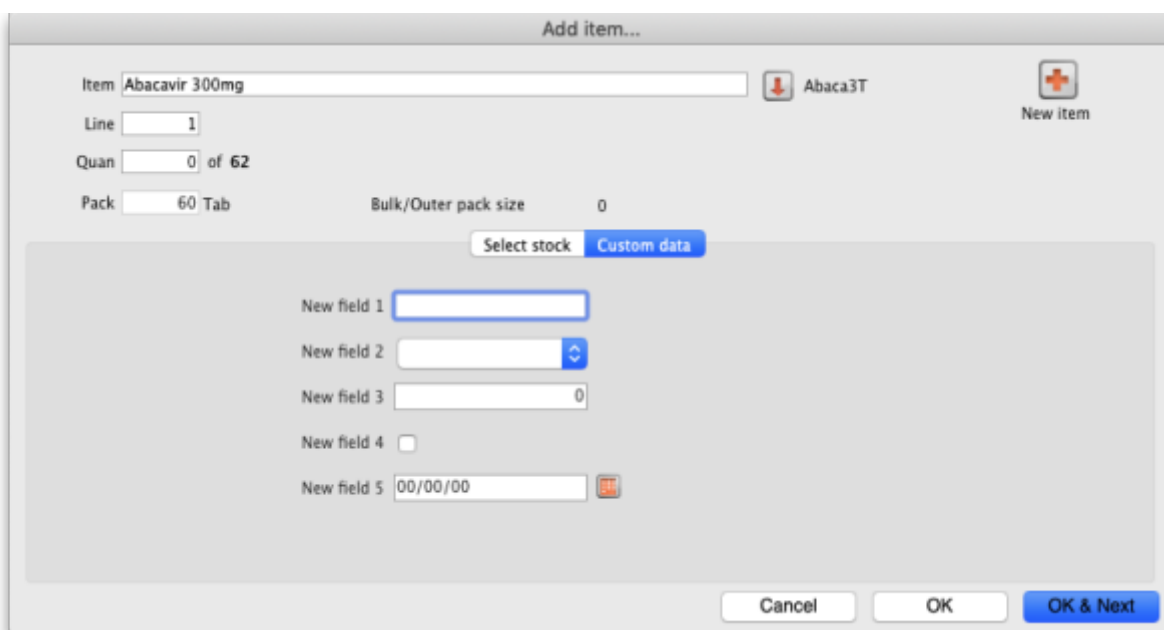 Add item...
Item Abacavir 300mg Abaca3T
New item
Line 1
Quan 0 of 62
Pack 60 Tab Bulk/Outer pack size 0
Select stock Custom data
New field 1
New field 2
New field 3 0
New field 4
New field 5 00/00/00
Cancel OK OK & Next